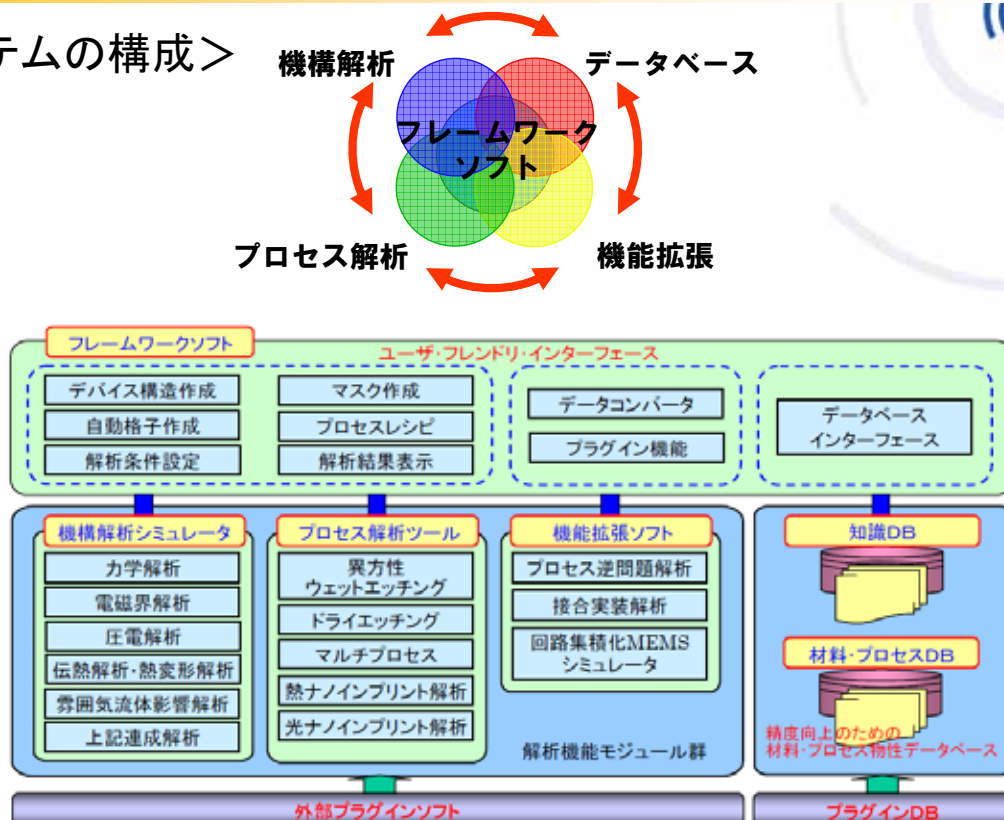 テムの構成＞
機構解析
データベース
フレームワーク
ソフト
プロセス解析
機能拡張
フレームワークソフト
ユーザ・フレンドリ・インターフェース
デバイス構造作成
自動格子作成
解析条件設定
マスク作成
プロセスレシピ
解析結果表示
データコンバータ
プラグイン機能
データベース
インターフェース
機構解析シミュレータ
力学解析
電磁界解析
圧電解析
伝熱解析・熱変形解析
雰囲気流体影響解析
上記連成解析
プロセス解析ツール
異方性
ウェットエッチング
ドライエッチング
マルチプロセス
熱ナノインプリント解析
光ナノインプリント解析
機能拡張ソフト
プロセス逆問題解析
接合実装解析
回路集積化MEMS
シミュレータ
解析機能モジュール群
知識DB
材料・プロセスDB
精度向上のための
材料・プロセス物性データベース
外部プラグインソフト
プラグインDB